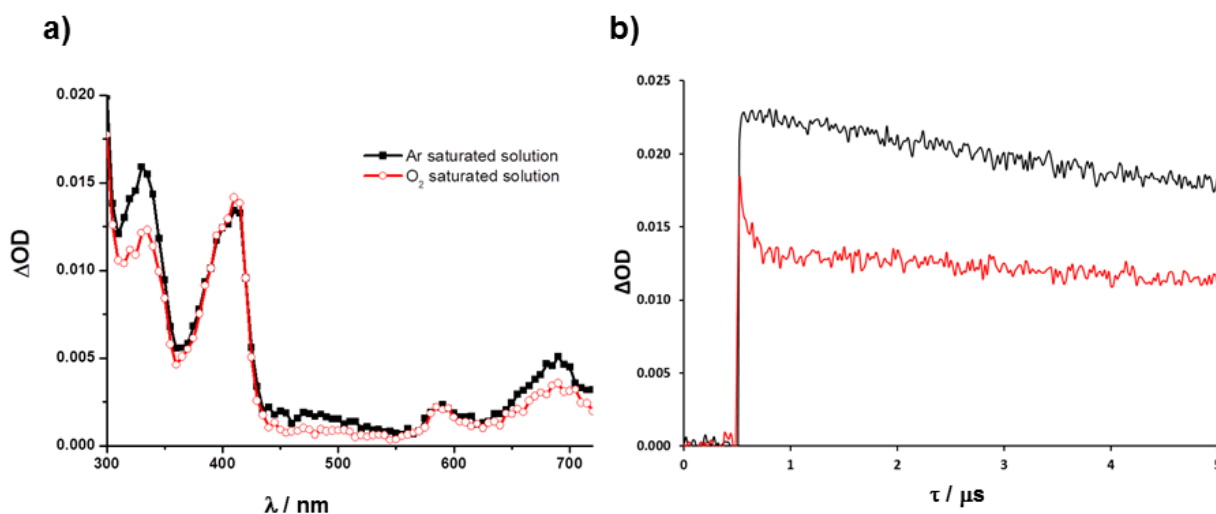 a)
0.020
0.015
0.010
0.005
0.000
ΔOD
300
400
500
600
700
λ / nm
Ar saturated solution
O₂ saturated solution
b)
0.025
0.020
0.015
0.010
0.005
0.000
ΔOD
0
1
2
3
4
5
τ / μs